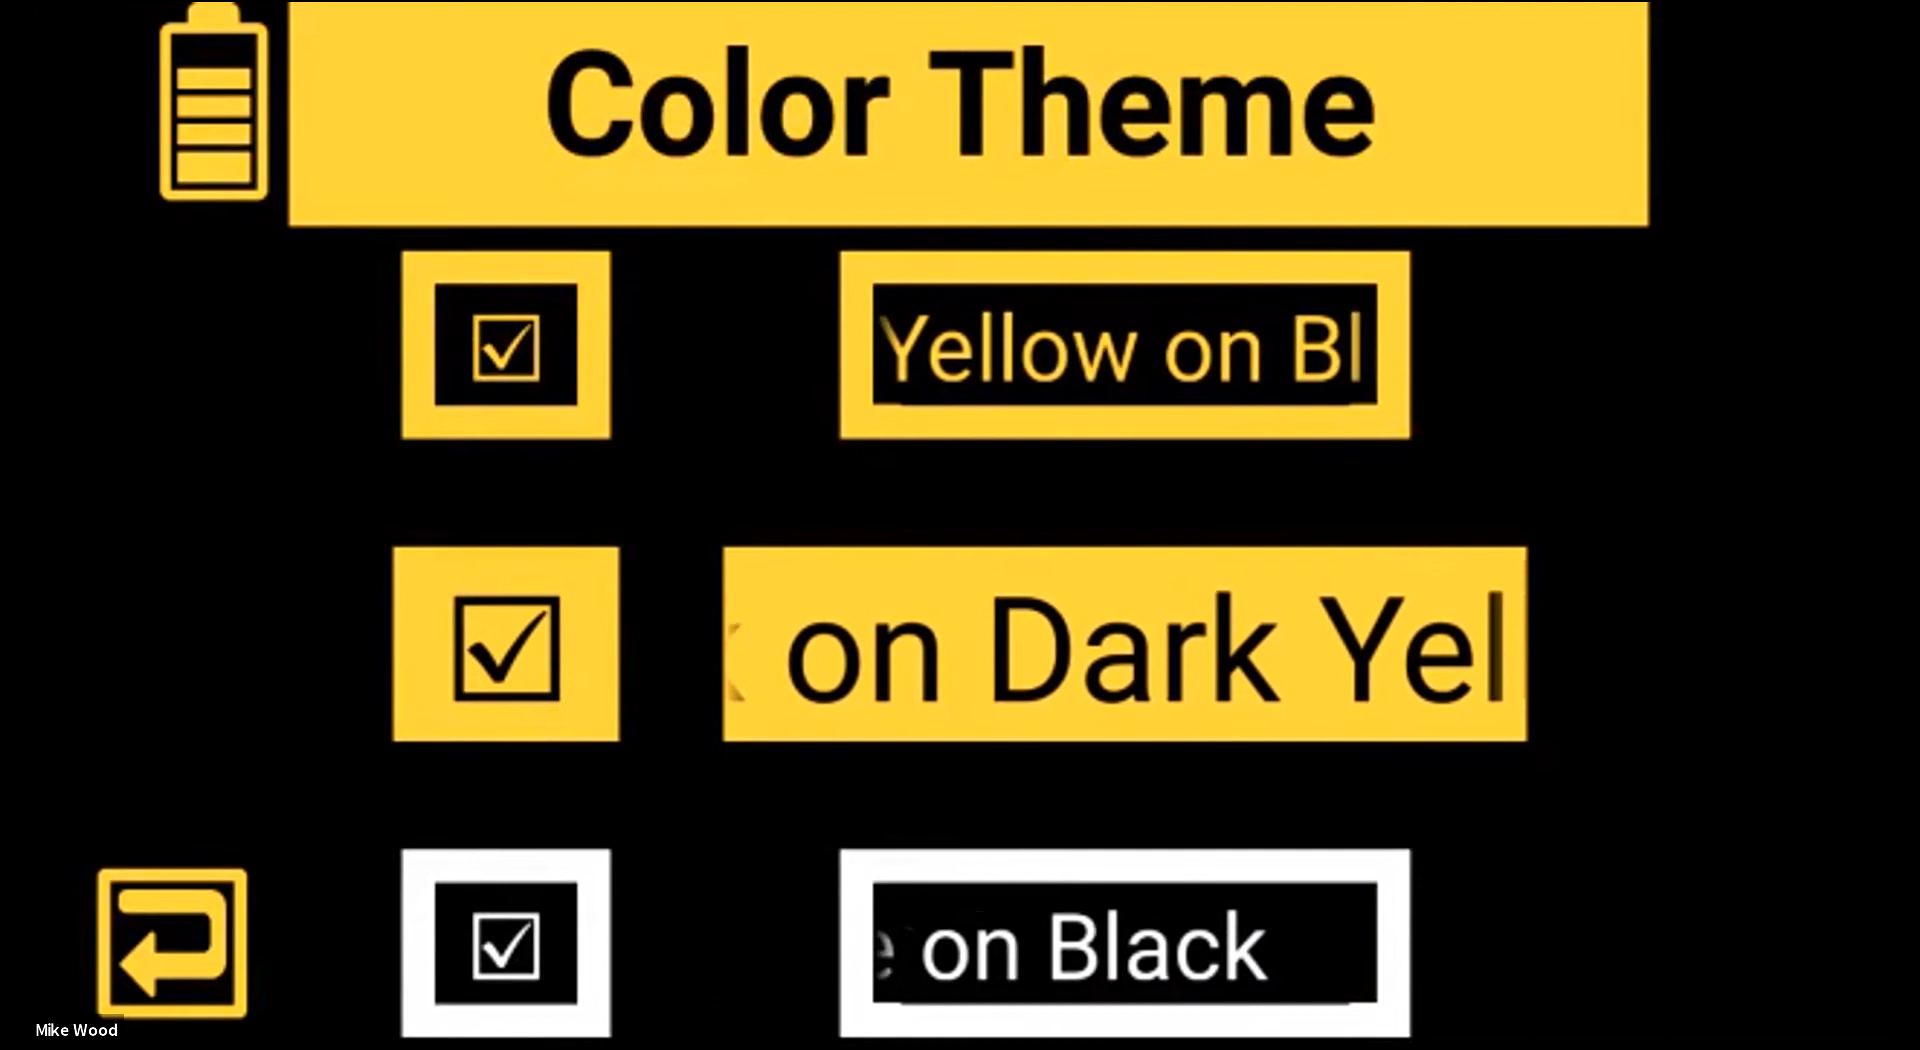 Color Theme
Yellow on Bl
on Dark Yel
on Black
Mike Wood